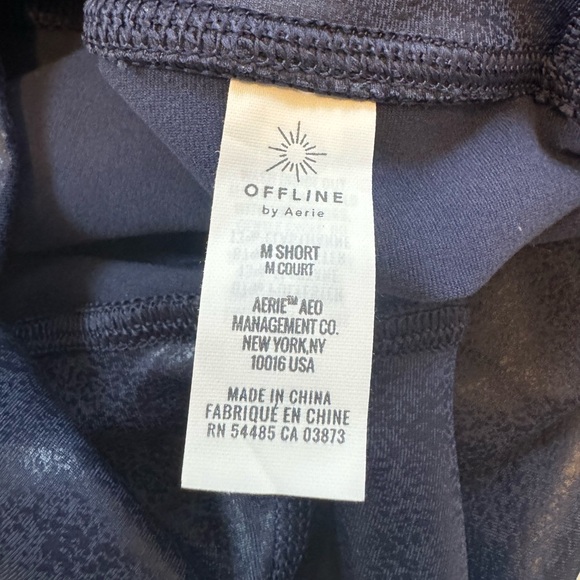 OFFLINE
by Aerie
M SHORT
M COURT
AERIE™ AEO
MANAGEMENT CO.
NEW YORK,NY
10016 USA
MADE IN CHINA
FABRIQUÉ EN CHINE
RN 54485 CA 03873